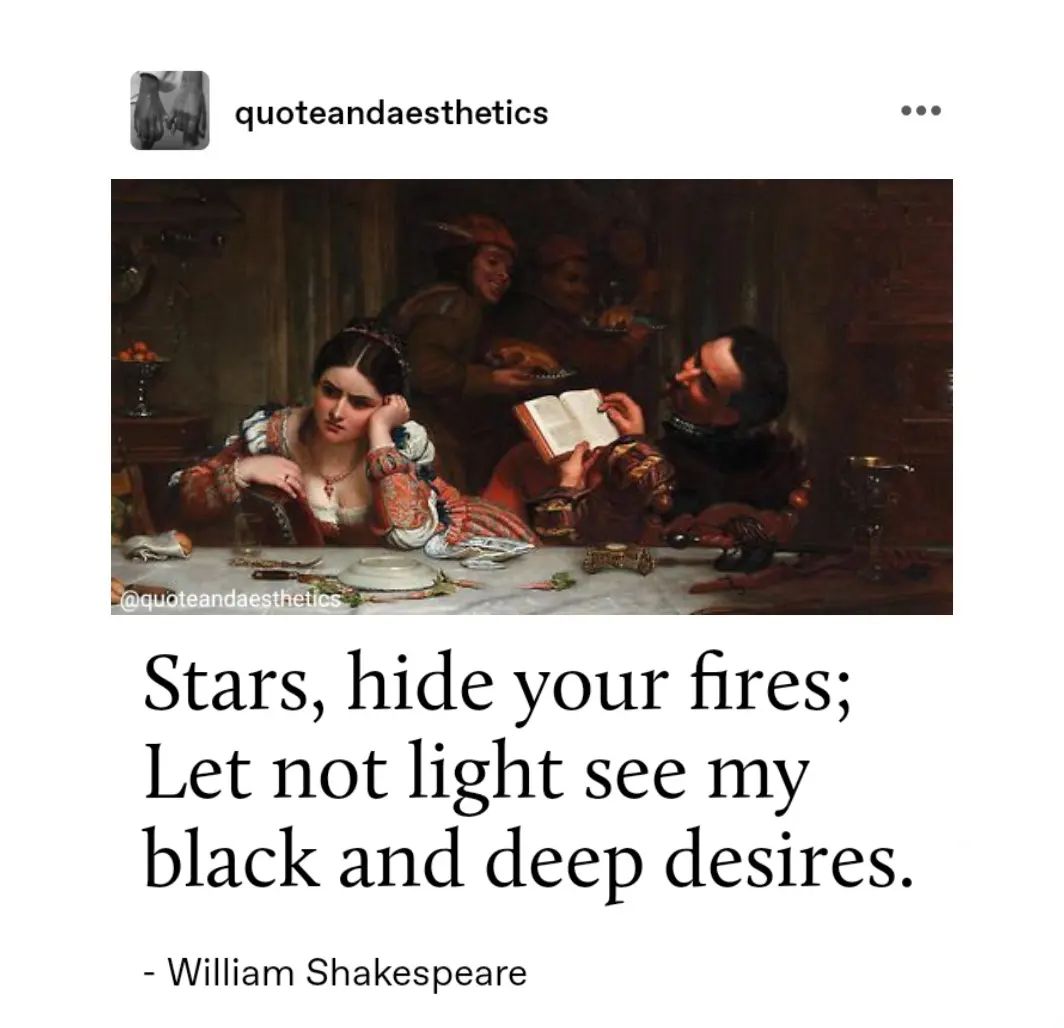 quoteandaesthetics
@quoteandaesthetics
Stars, hide your fires;
Let not light see my
black and deep desires.
- William Shakespeare